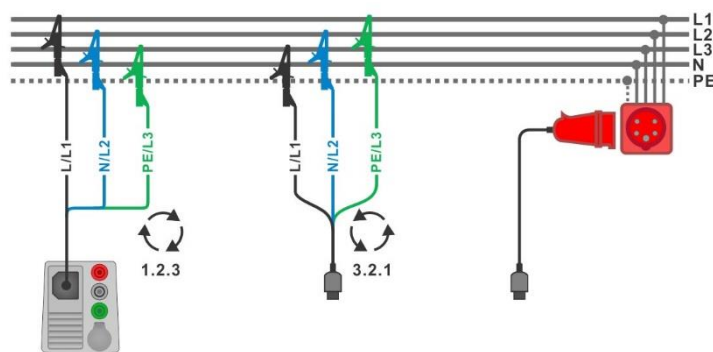 L1
L2
L3
N
PE
L/L1
N/L2
PE/L3
L/L1
N/L2
PE/L3
1.2.3
3.2.1